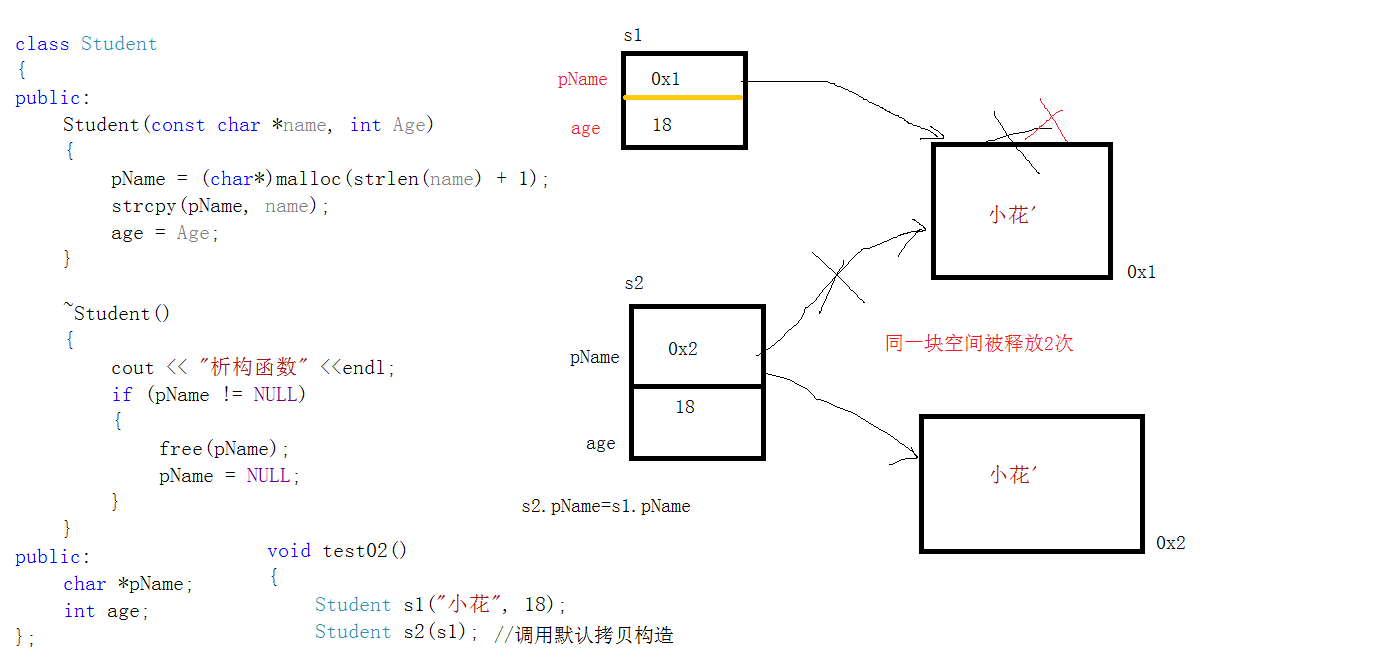 class Student
{
public:
Student(const char *name, int Age)
{
pName = (char*)malloc(strlen(name) + 1);
strcpy(pName, name);
age = Age;
}
~Student()
{
cout << "析构函数" <<endl;
if (pName != NULL)
{
free(pName);
pName = NULL;
}
}
public:
char *pName;
int age;
};
void test02()
{
Student s1("小花", 18);
Student s2(s1); //调用默认拷贝构造
s1
pName
0x1
age
18
小花'
0x1
s2
pName
0x2
18
age
同一块空间被释放2次
小花'
0x2
s2.pName=s1.pName